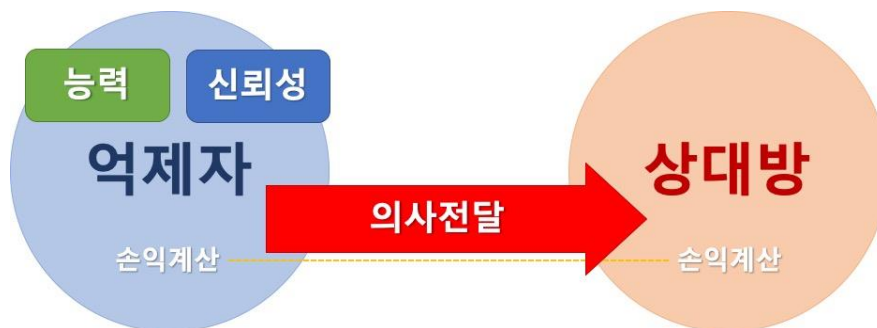 능력 신뢰성
억제자
상대방
의사전달
손익계산
손익계산